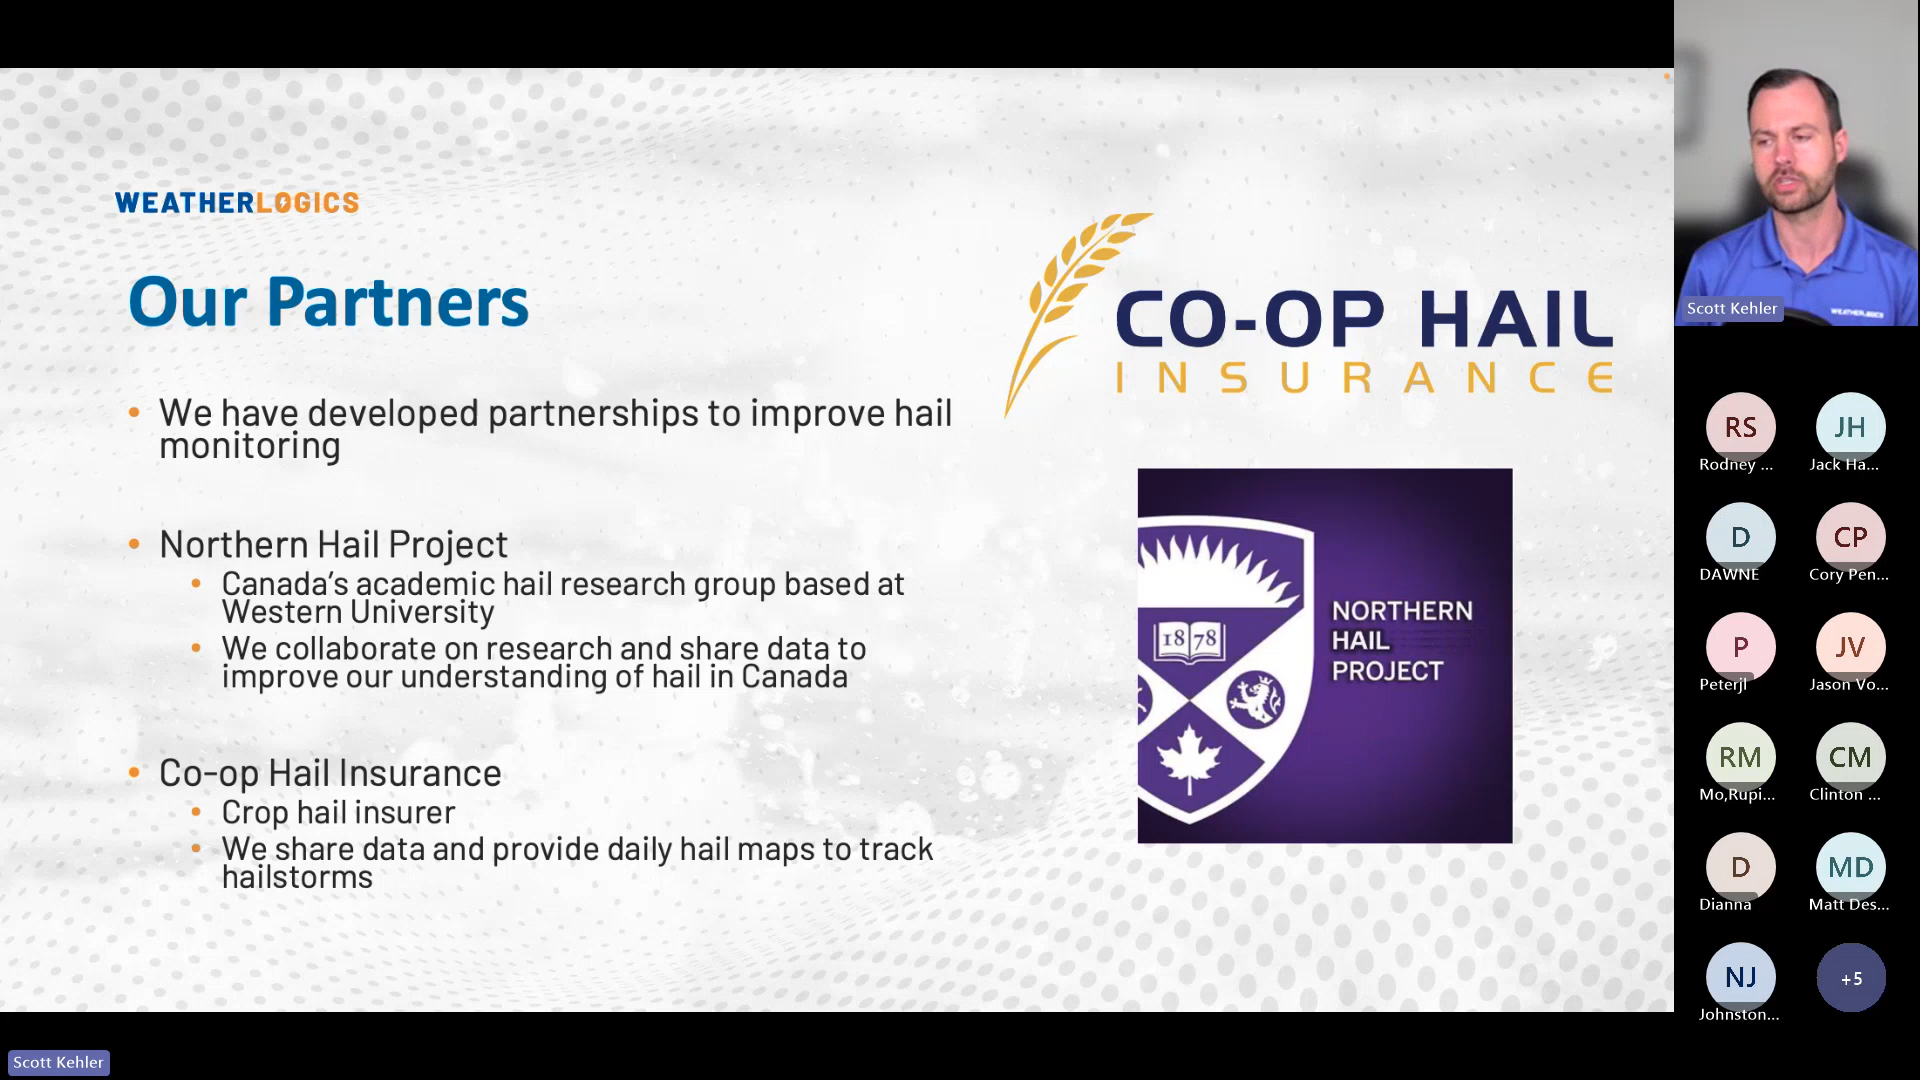 WEATHERLOGICS
Our Partners
• We have developed partnerships to improve hail
monitoring
• Northern Hail Project
• Canada's academic hail research group based at
Western University
• We collaborate on research and share data to
improve our understanding of hail in Canada
• Co-op Hail Insurance
• Crop hail insurer
• We share data and provide daily hail maps to track
hailstorms
CO-OP HAIL
INSURANCE
1878
NORTHERN
HAIL
PROJECT
WEATHERLOGICS
Scott Kehler
RS
Rodney ...
JH
Jack Ha...
D
DAWNE
CP
Cory Pen...
P
Peterjl
JV
Jason Vo...
RM
Mo,Rupi...
CM
Clinton ...
D
Dianna
MD
Matt Des...
NJ
Johnston...
+5
Scott Kehler